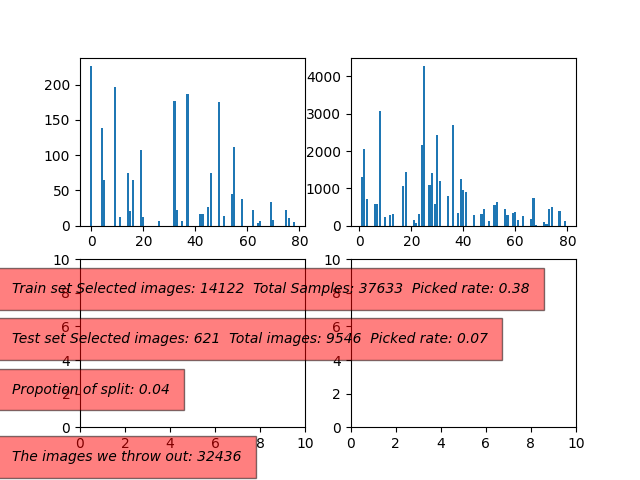 200
150
100
50
0
0 20 40 60 80
4000
3000
2000
1000
0
0 20 40 60 80
10
8
6
4
2
0
0 2 4 6 8 10
10
8
6
4
2
0
0 2 4 6 8 10
Train set Selected images: 14122 Total Samples: 37633 Picked rate: 0.38
Test set Selected images: 621 Total images: 9546 Picked rate: 0.07
Propotion of split: 0.04
The images we throw out: 32436